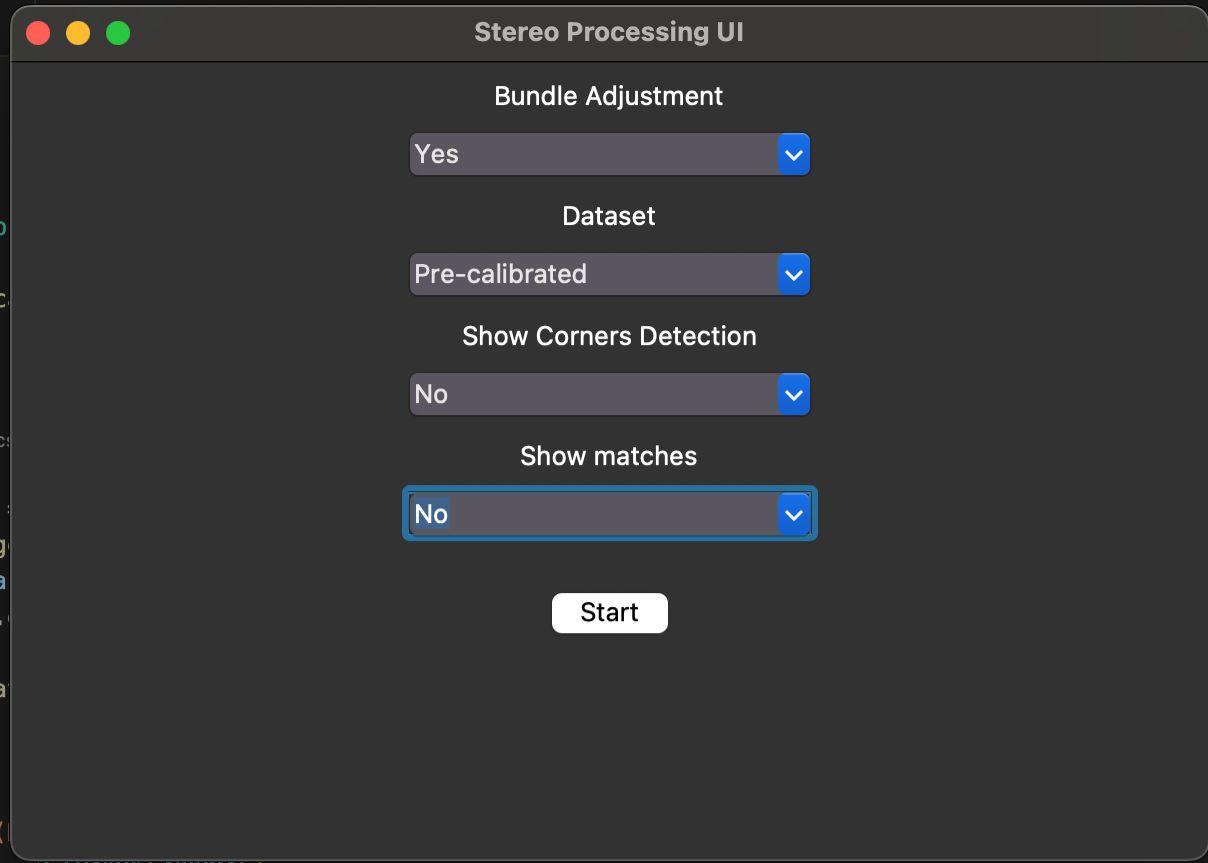 Stereo Processing UI
Bundle Adjustment
Yes
Dataset
Pre-calibrated
Show Corners Detection
No
Show matches
No
Start